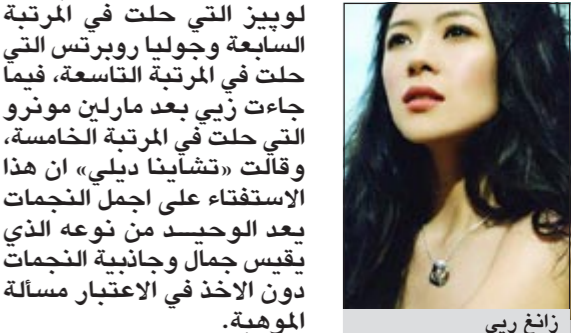 لوبيز التي حلت في المرتبة
السابعة وجوليا روبرتس التي
حلت في المرتبة التاسعة، فيما
جاءت زيي بعد مارلين مونرو
التي حلت في المرتبة الخامسة،
وقالت «تشاينا ديلي» ان هذا
الاستفتاء على اجمل النجمات
يعد الوحيـــد من نوعه الذي
يقيس جمال وجاذبية النجمات
دون الاخذ في الاعتبار مسألة
الموهبة.
زانغ زيي